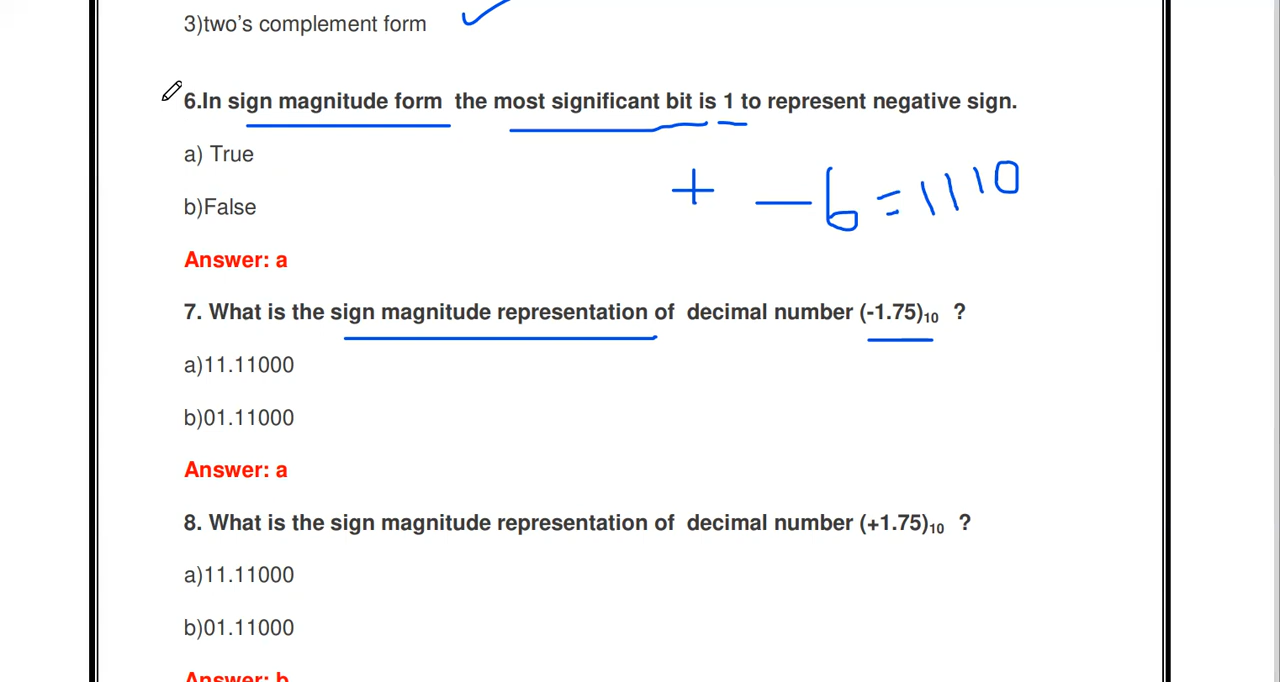 3)two’s complement form
6.In sign magnitude form the most significant bit is 1 to represent negative sign.
a) True
+ - 6 = 1110
b)False
Answer: a
7. What is the sign magnitude representation of decimal number (-1.75)₁₀ ?
a)11.11000
b)01.11000
Answer: a
8. What is the sign magnitude representation of decimal number (+1.75)₁₀ ?
a)11.11000
b)01.11000
Answer: b